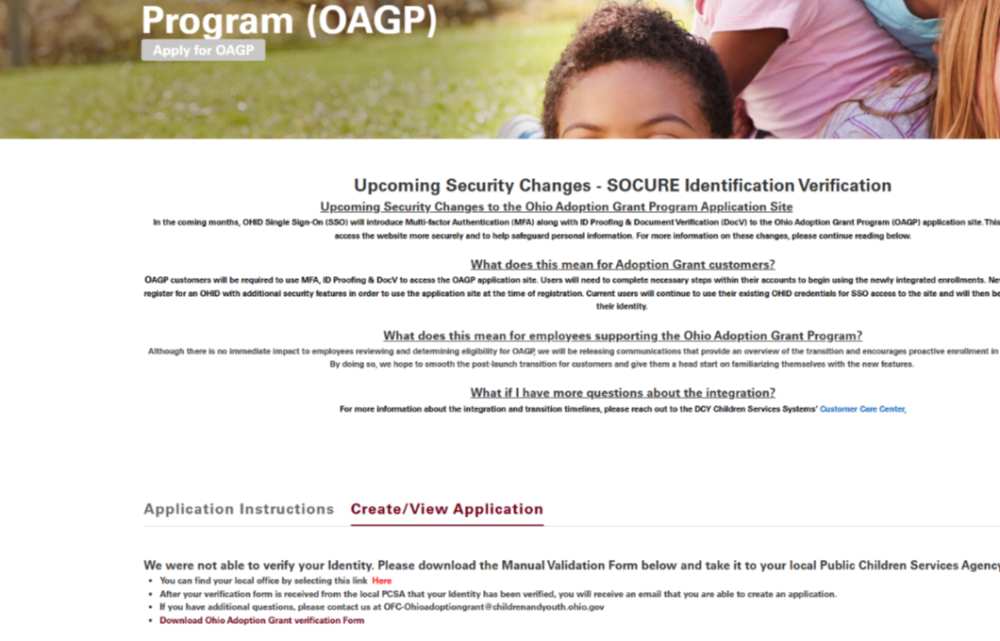 Program (OAGP)
Apply for OAGP
Upcoming Security Changes - SOCURE Identification Verification
Upcoming Security Changes to the Ohio Adoption Grant Program Application Site
In the coming months, OHID Single Sign-On (SSO) will introduce Multi-factor Authentication (MFA) along with ID Proofing & Document Verification (DocV) to the Ohio Adoption Grant Program (OAGP) application site. This
access the website more securely and to help safeguard personal information. For more information on these changes, please continue reading below.
What does this mean for Adoption Grant customers?
OAGP customers will be required to use MFA, ID Proofing & DocV to access the OAGP application site. Users will need to complete necessary steps within their accounts to begin using the newly integrated enrollments.
register for an OHID with additional security features in order to use the application site at the time of registration. Current users will continue to use their existing OHID credentials for SSO access to the site and will then be
their identity.
What does this mean for employees supporting the Ohio Adoption Grant Program?
Although there is no immediate impact to employees reviewing and determining eligibility for OAGP, we will be releasing communications that provide an overview of the transition and encourages proactive enrollment in
By doing so, we hope to smooth the post-launch transition for customers and give them a head start on familiarizing themselves with the new features.
What if I have more questions about the integration?
For more information about the integration and transition timelines, please reach out to the DCY Children Services Systems' Customer Care Center.
Application Instructions Create/View Application
We were not able to verify your Identity. Please download the Manual Validation Form below and take it to your local Public Children Services Agency
• You can find your local office by selecting this link Here
• After your verification form is received from the local PCSA that your Identity has been verified, you will receive an email that you are able to create an application.
• If you have additional questions, please contact us at OFC-Ohioadoptiongrant@childrenandyouth.ohio.gov
• Download Ohio Adoption Grant verification Form